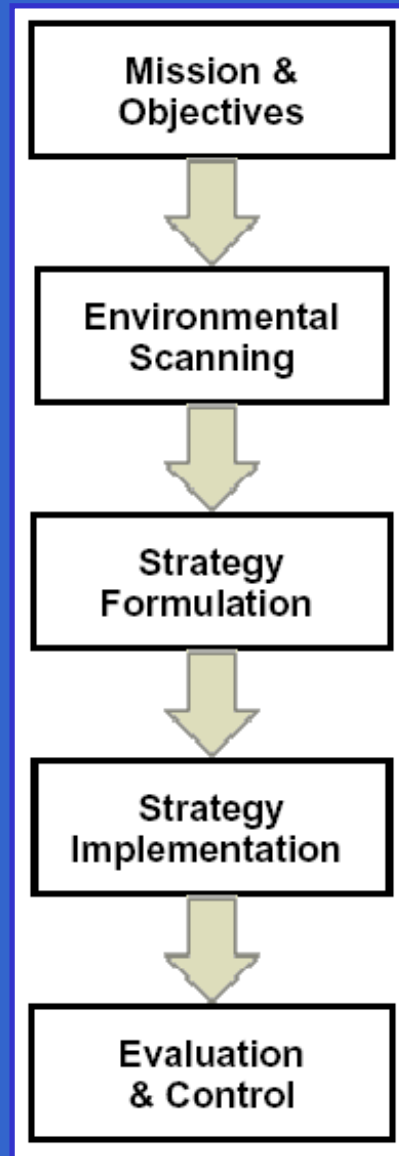 Mission &
Objectives
Environmental
Scanning
Strategy
Formulation
Strategy
Implementation
Evaluation
& Control